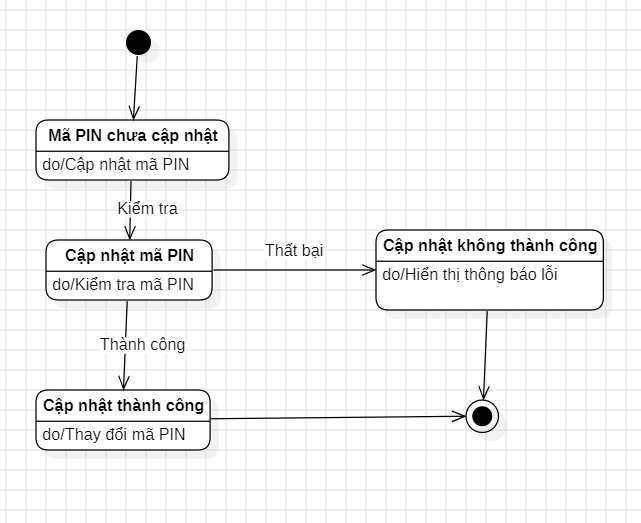 Mã PIN chưa cập nhật
do/Cập nhật mã PIN
Kiểm tra
Cập nhật mã PIN
do/Kiểm tra mã PIN
Thất bại
Cập nhật không thành công
do/Hiển thị thông báo lỗi
Thành công
Cập nhật thành công
do/Thay đổi mã PIN